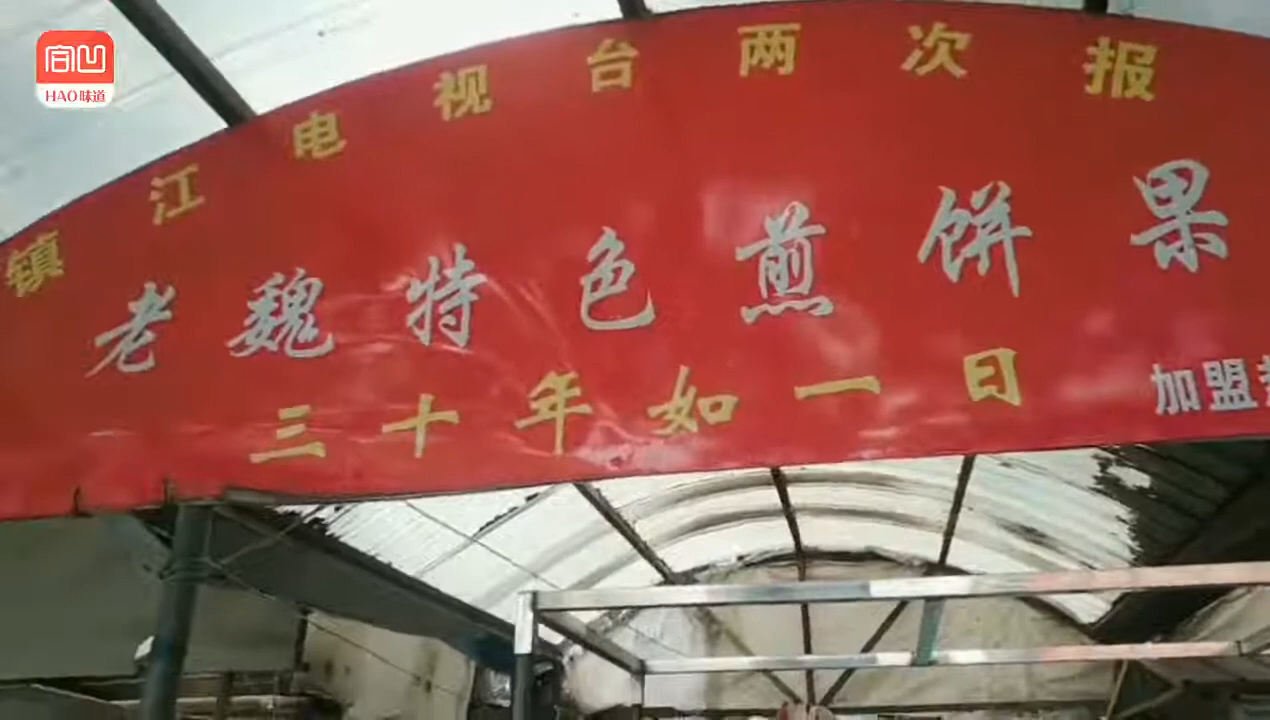 HAO味道
镇江电视台两次报
老魏特色煎饼果
三十年如一日
加盟